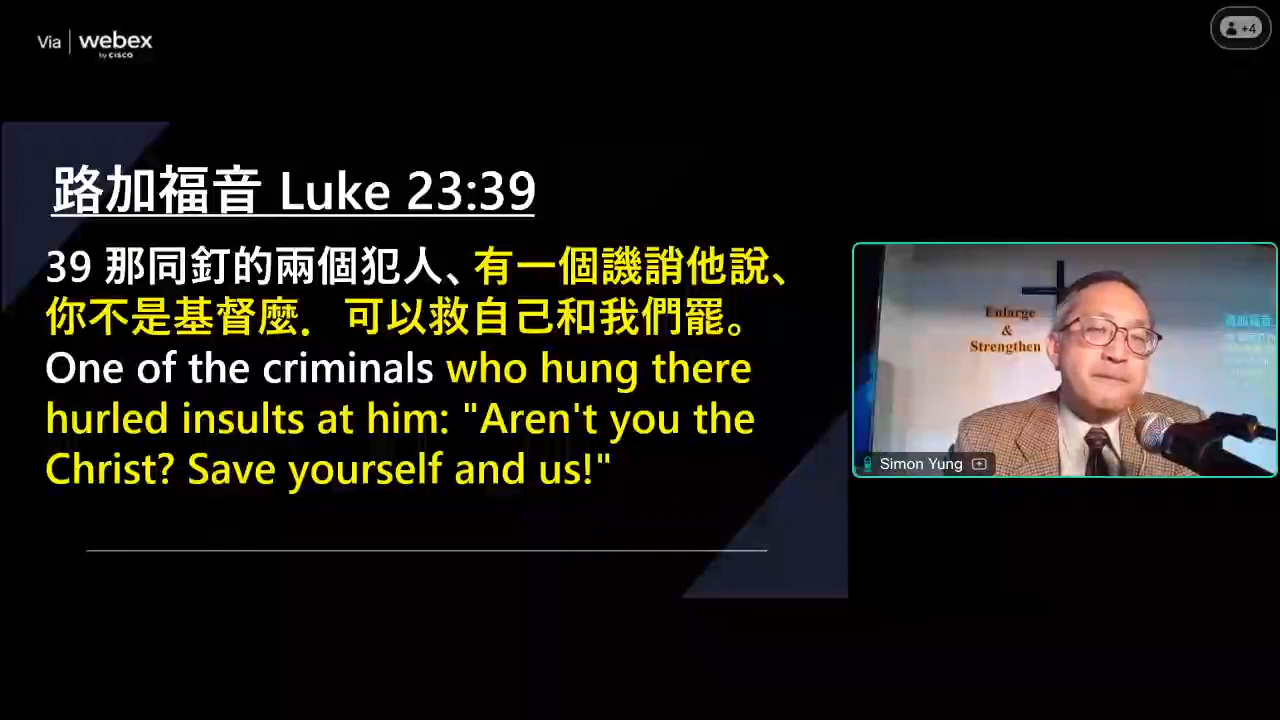 Via webex
by CISCO
+4
路加福音 Luke 23:39
39 那同釘的兩個犯人、有一個譏誚他說、
你不是基督麼．可以救自己和我們罷。
One of the criminals who hung there
hurled insults at him: "Aren't you the
Christ? Save yourself and us!"
Enlarge
&
Strengthen
Simon Yung